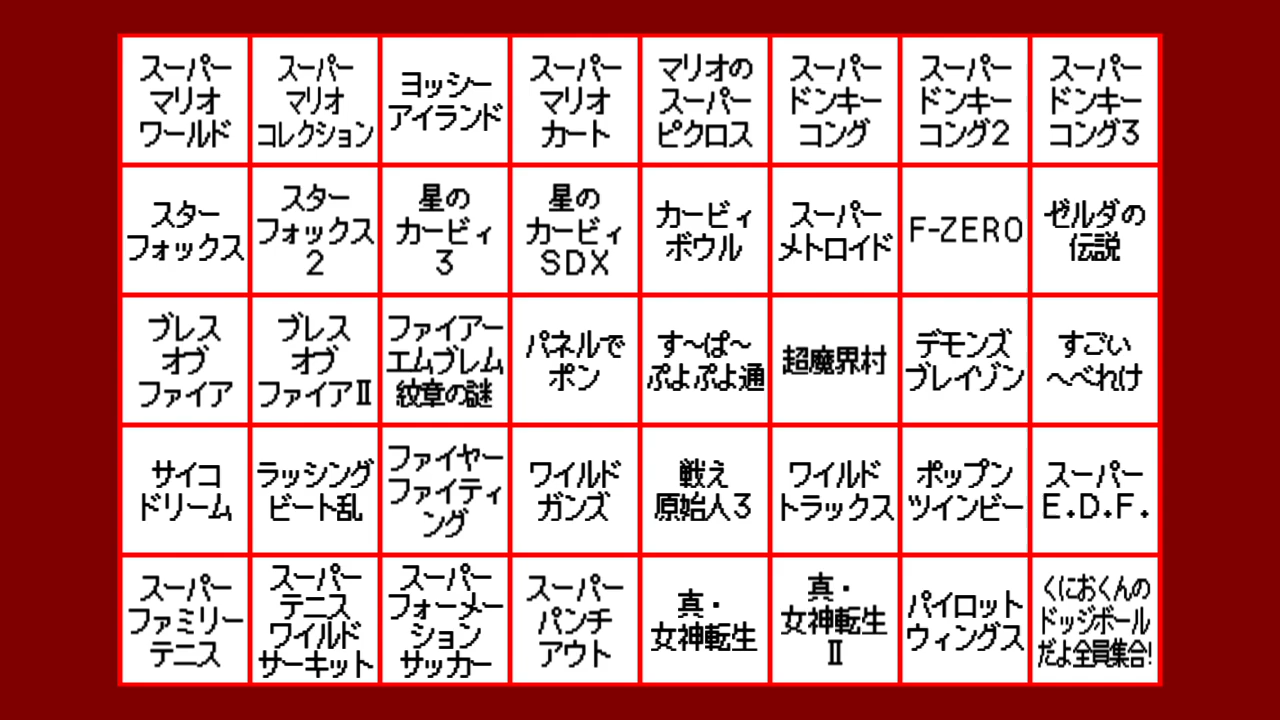 スーパー
マリオ
ワールド
スーパー
マリオ
コレクション
ヨッシー
アイランド
スーパー
マリオ
カート
マリオの
スーパー
ピクロス
スーパー
ドンキー
コング
スーパー
ドンキー
コング2
スーパー
ドンキー
コング3
スター
フォックス
スター
フォックス
2
星の
カービィ
3
星の
カービィ
SDX
カービィ
ボウル
スーパー
メトロイド
F-ZERO
ゼルダの
伝説
ブレス
オブ
ファイア
ブレス
オブ
ファイアⅡ
ファイアー
エムブレム
紋章の謎
パネルで
ポン
す〜ぱ〜
ぷよぷよ通
超魔界村
デモンズ
ブレイゾン
すごい
へべれけ
サイコ
ドリーム
ラッシング
ビート乱
ファイヤー
ファイティ
ング
ワイルド
ガンズ
戦え
原始人3
ワイルド
トラックス
ポップン
ツインビー
スーパー
E.D.F.
スーパー
ファミリー
テニス
スーパー
テニス
ワイルド
サーキット
スーパー
フォーメー
ション
サッカー
スーパー
パンチ
アウト
真・
女神転生
真・
女神転生
Ⅱ
パイロット
ウィングス
くにおくんの
ドッジボール
だよ全員集合!